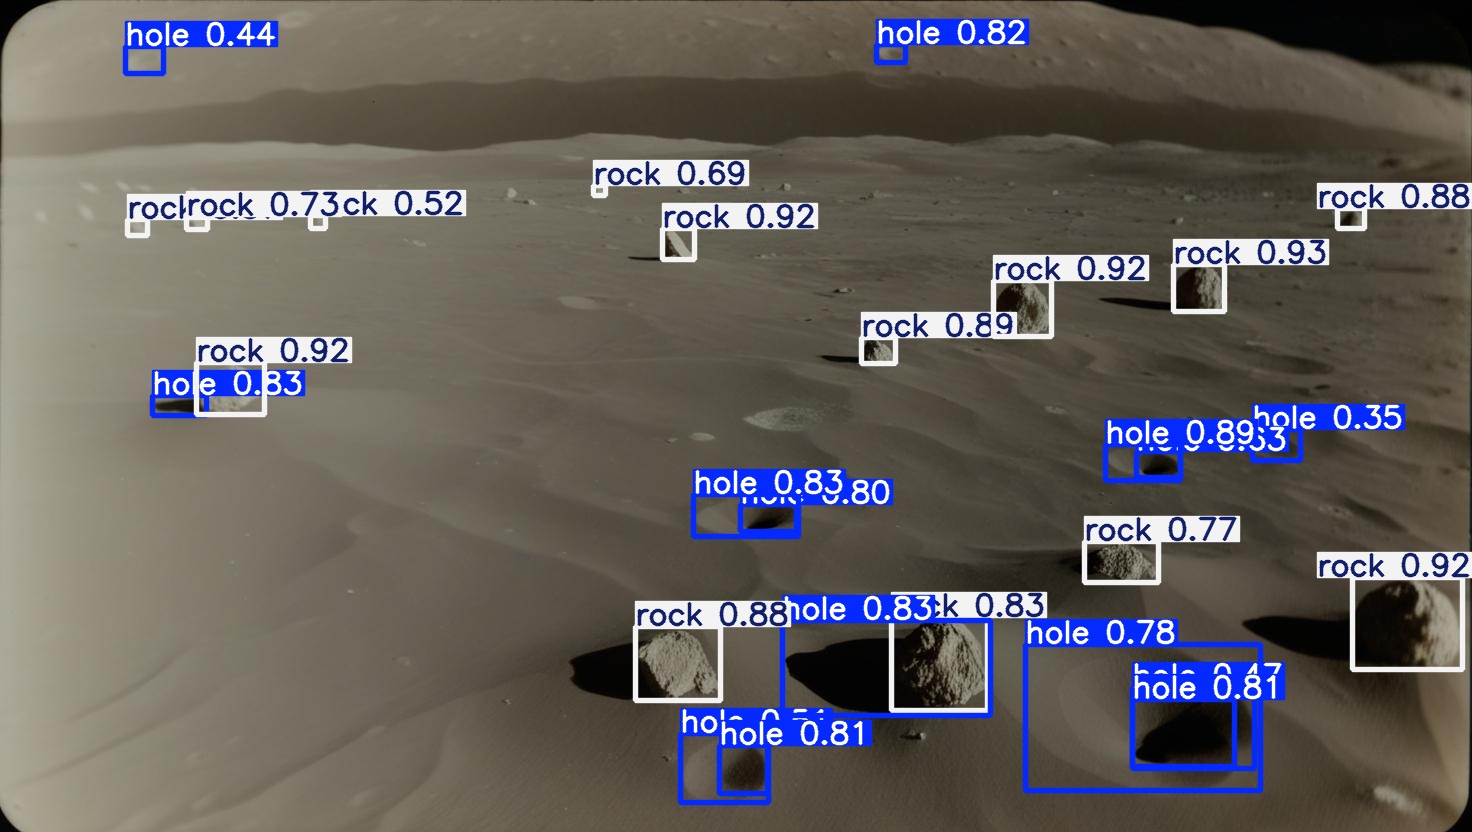 hole 0.44
hole 0.82
rock 0.69
rock 0.88
rock 0.73
ck 0.52
rock 0.92
rock 0.93
rock 0.92
rock 0.89
rock 0.92
hole 0.83
hole 0.35
hole 0.89
hole 0.83
0.80
rock 0.77
rock 0.92
rock 0.88
hole 0.83
ck 0.83
hole 0.78
hole 0.81
hole 0.81